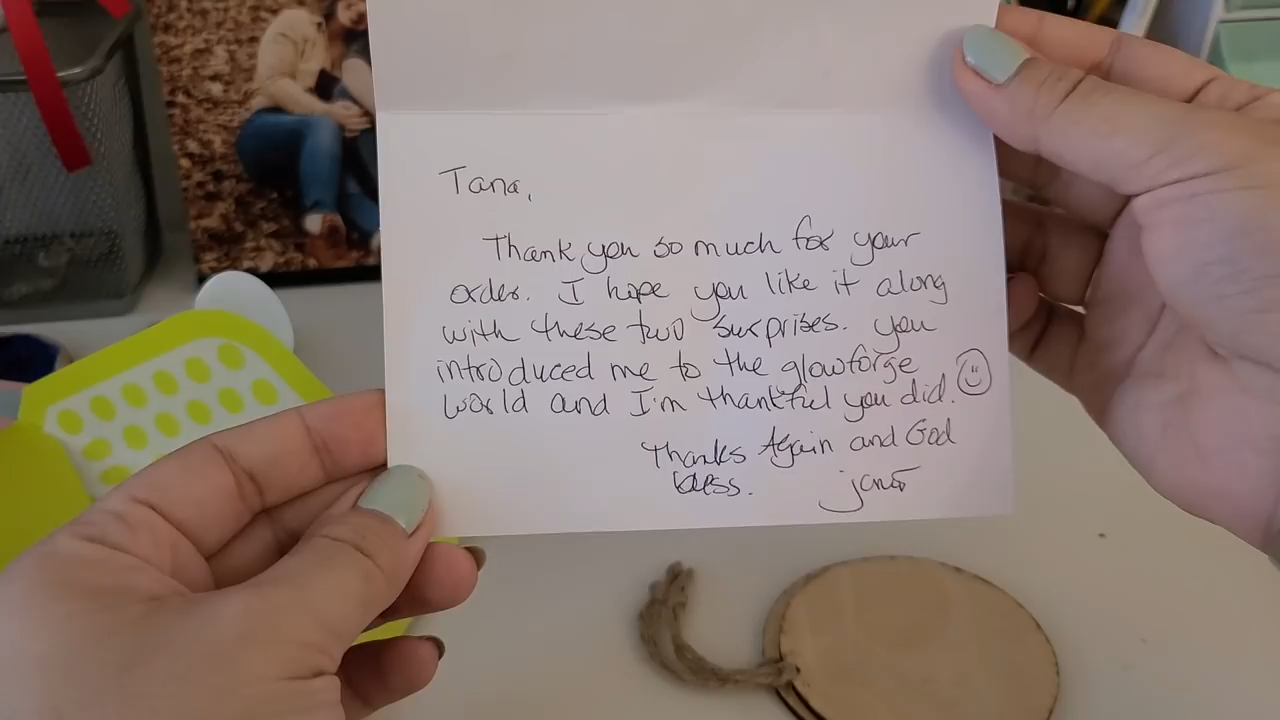 Tana,
Thank you so much for your
order. I hope you like it along
with these two surprises. You
introduced me to the glowforge
world and I'm thankful you did.
Thanks Again and God
bless.